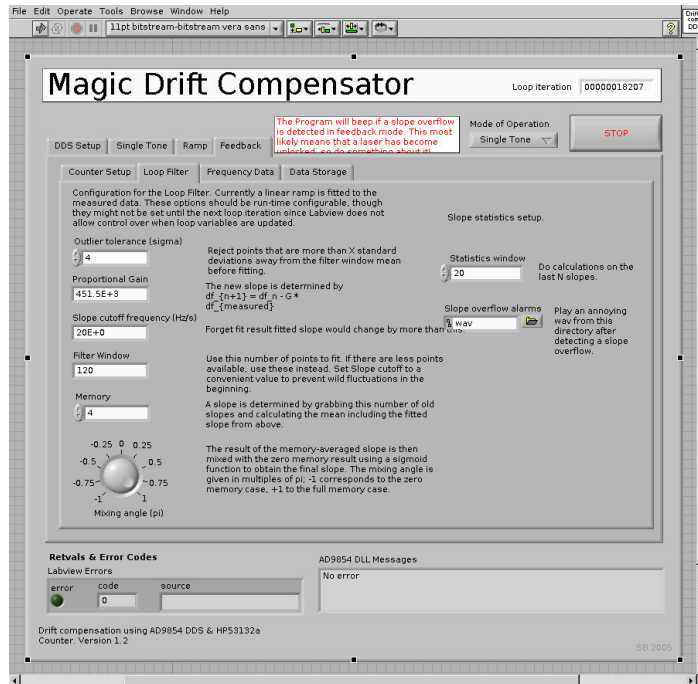 File Edit Operate Tools Browse Window Help
11pt bitstream-bitstream vera sans
Magic Drift Compensator
Loop iteration 00000018207
The Program will beep if a slope overflow
is detected in feedback mode. This most
likely means that a laser has become
unlocked, so do something about it!
Mode of Operation
Single Tone
STOP
DDS Setup Single Tone Ramp Feedback
Counter Setup Loop Filter Frequency Data Data Storage
Configuration for the Loop Filter. Currently a linear ramp is fitted to the
measured data. These options should be run-time configurable, though
they might not be set until the next loop iteration since Labview does not
allow control over when loop variables are updated.
Outlier tolerance (sigma)
4
Reject points that are more than X standard
deviations away from the filter window mean
before fitting.
Proportional Gain
451.5E+3
The new slope is determined by
df_{n+1} = df_n - G *
df_{measured}
Slope cutoff frequency (Hz/s)
20E+0
Forget fit result fitted slope would change by more than this.
Filter Window
120
Use this number of points to fit. If there are less points
available, use these instead. Set Slope cutoff to a
convenient value to prevent wild fluctuations in the
beginning.
Memory
4
A slope is determined by grabbing this number of old
slopes and calculating the mean including the fitted
slope from above.
-0.25 0 0.25
-0.5 0.5
-0.75 0.75
-1 1
Mixing angle (pi)
The result of the memory-averaged slope is then
mixed with the zero memory result using a sigmoid
function to obtain the final slope. The mixing angle is
given in multiples of pi; -1 corresponds to the zero
memory case, +1 to the full memory case.
Slope statistics setup.
Statistics window
20
Do calculations on the
last N slopes.
Slope overflow alarms
wav
Play an annoying
wav from this
directory after
detecting a slope
overflow.
Retvals & Error Codes
Labview Errors
error code source
0
AD9854 DLL Messages
No error
Drift compensation using AD9854 DDS & HP53132a
Counter. Version 1.2
SB 2005